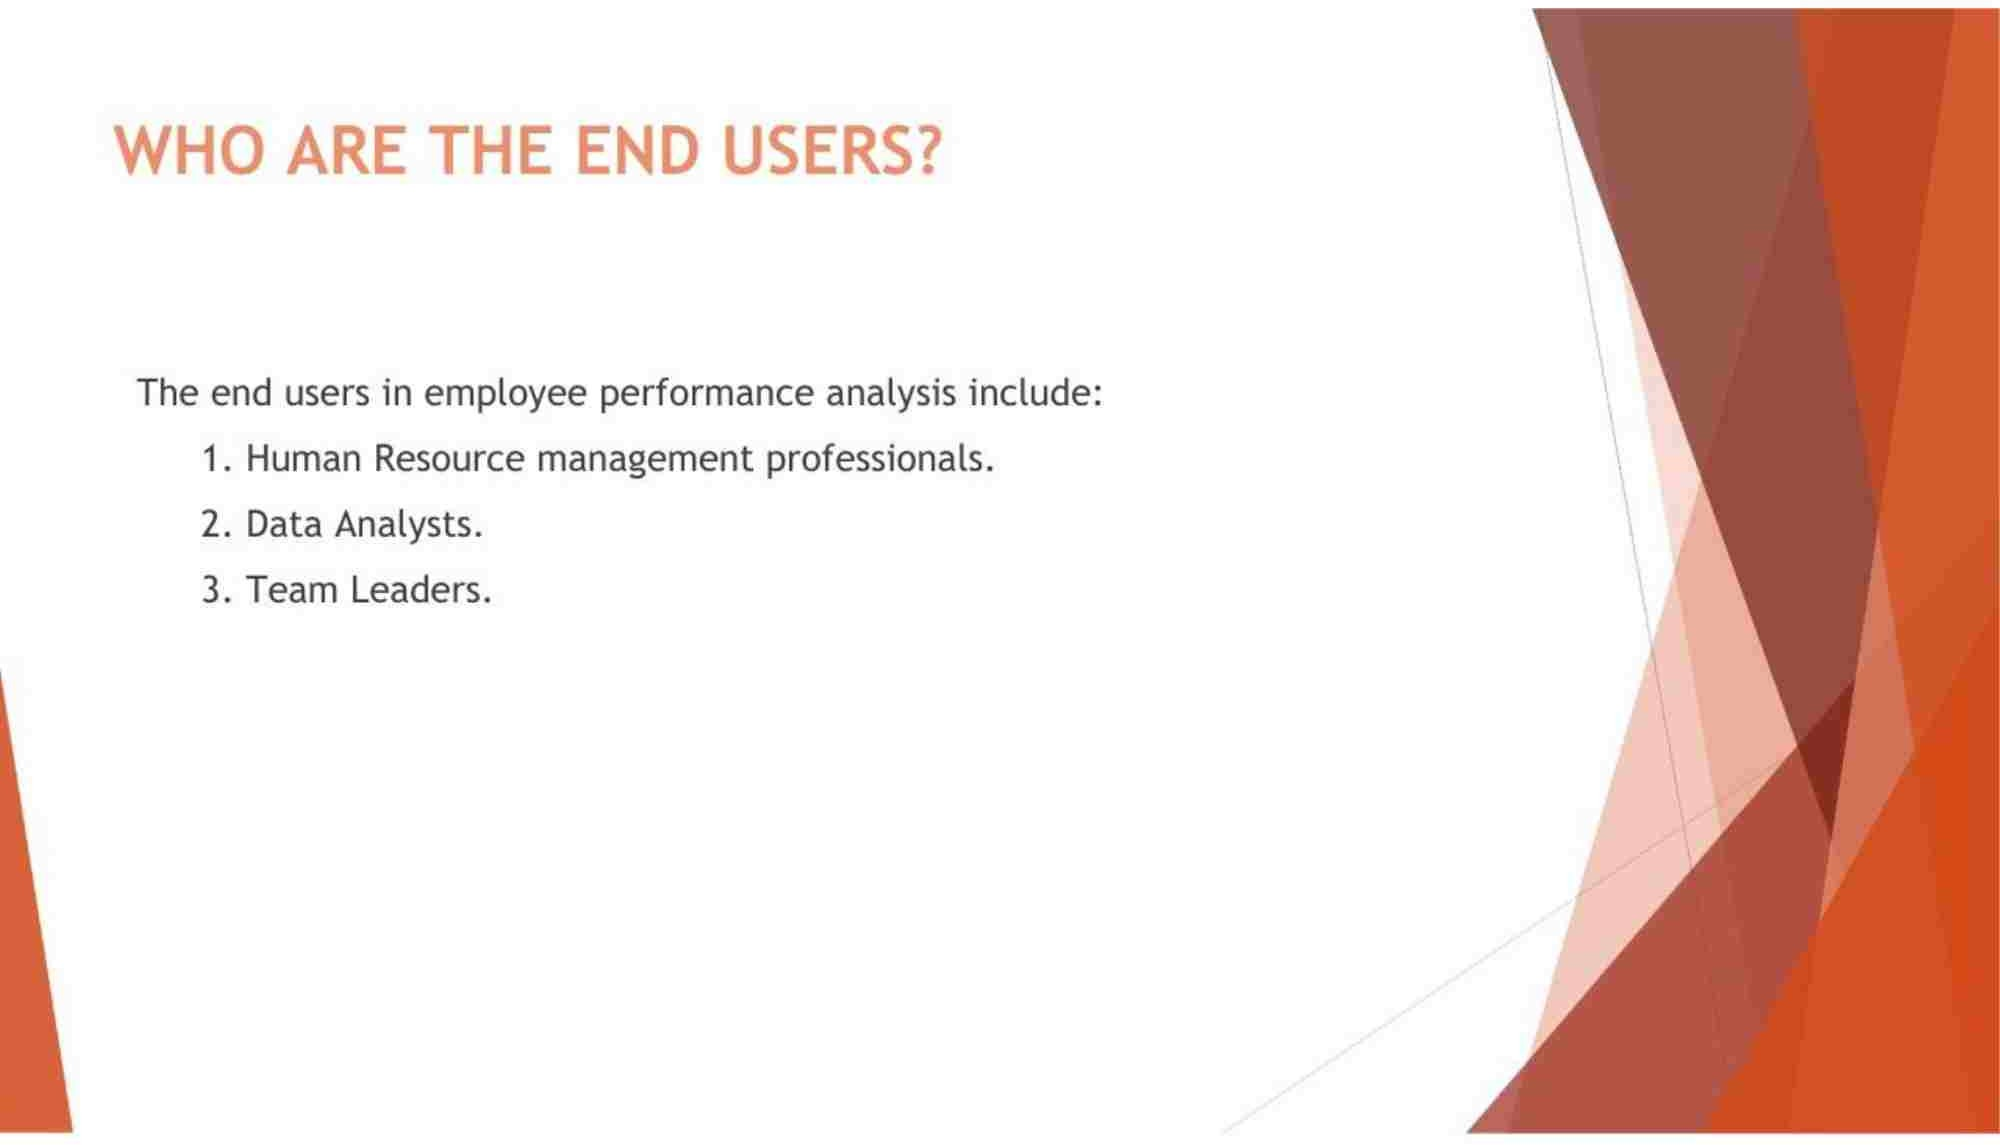 WHO ARE THE END USERS?
The end users in employee performance analysis include:
1. Human Resource management professionals.
2. Data Analysts.
3. Team Leaders.